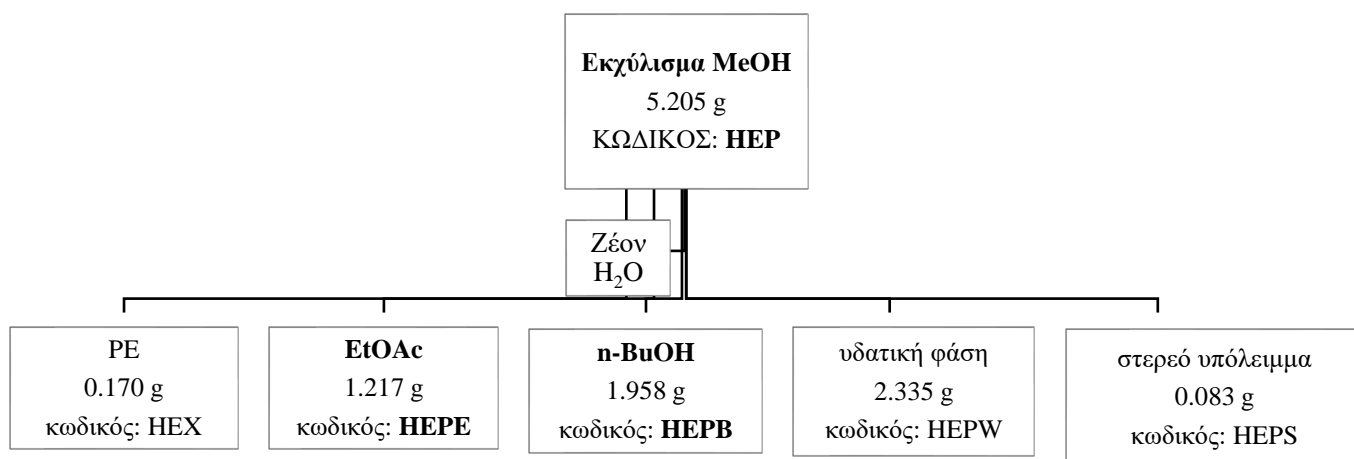 Εκχύλισμα MeOH
5.205 g
ΚΩΔΙΚΟΣ: HEP
Ζέον
H₂O
PE
0.170 g
κωδικός: HEX
EtOAc
1.217 g
κωδικός: HEPE
n-BuOH
1.958 g
κωδικός: HEPB
υδατική φάση
2.335 g
κωδικός: HEPW
στερεό υπόλειμμα
0.083 g
κωδικός: HEPS